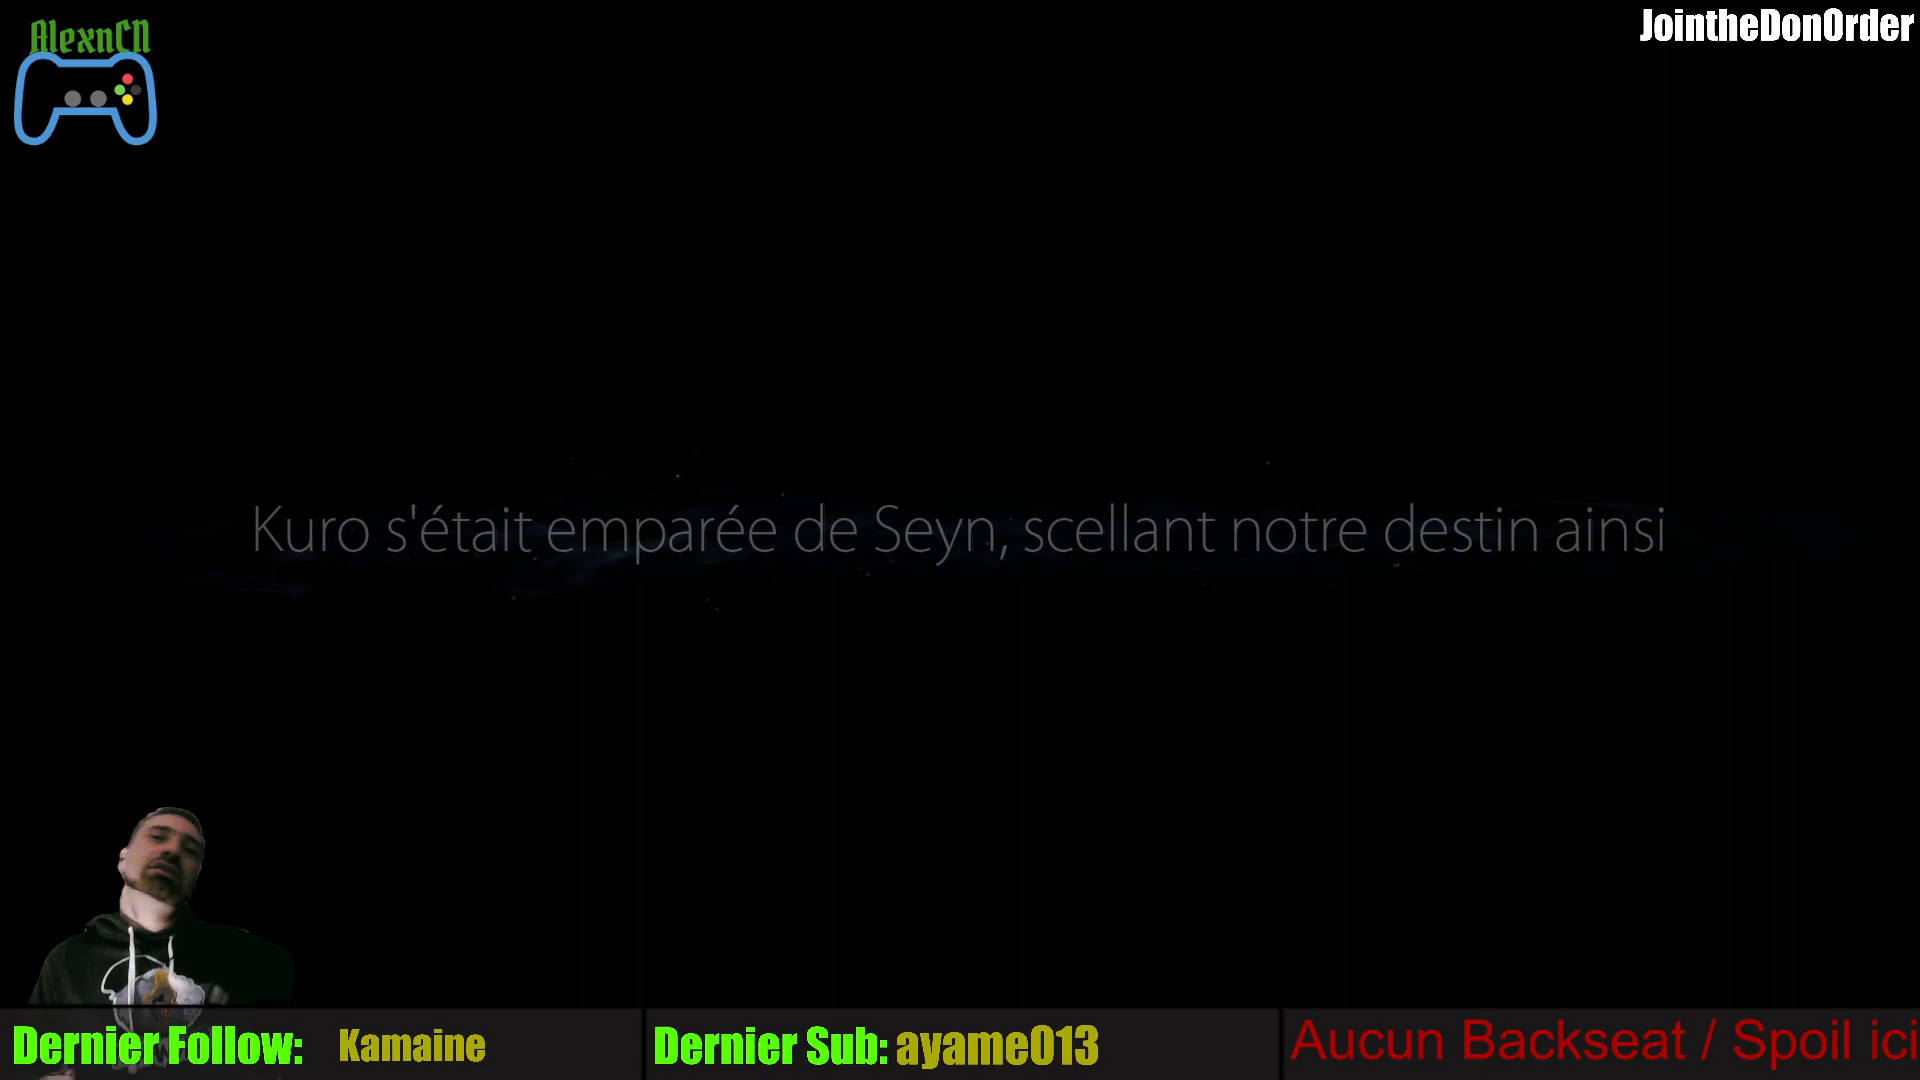 AlexnCN
JointheDonOrder
Kuro s'était emparée de Seyn, scellant notre destin ainsi
Dernier Follow: Kamaine
Dernier Sub: ayame013
Aucun Backseat / Spoil ici